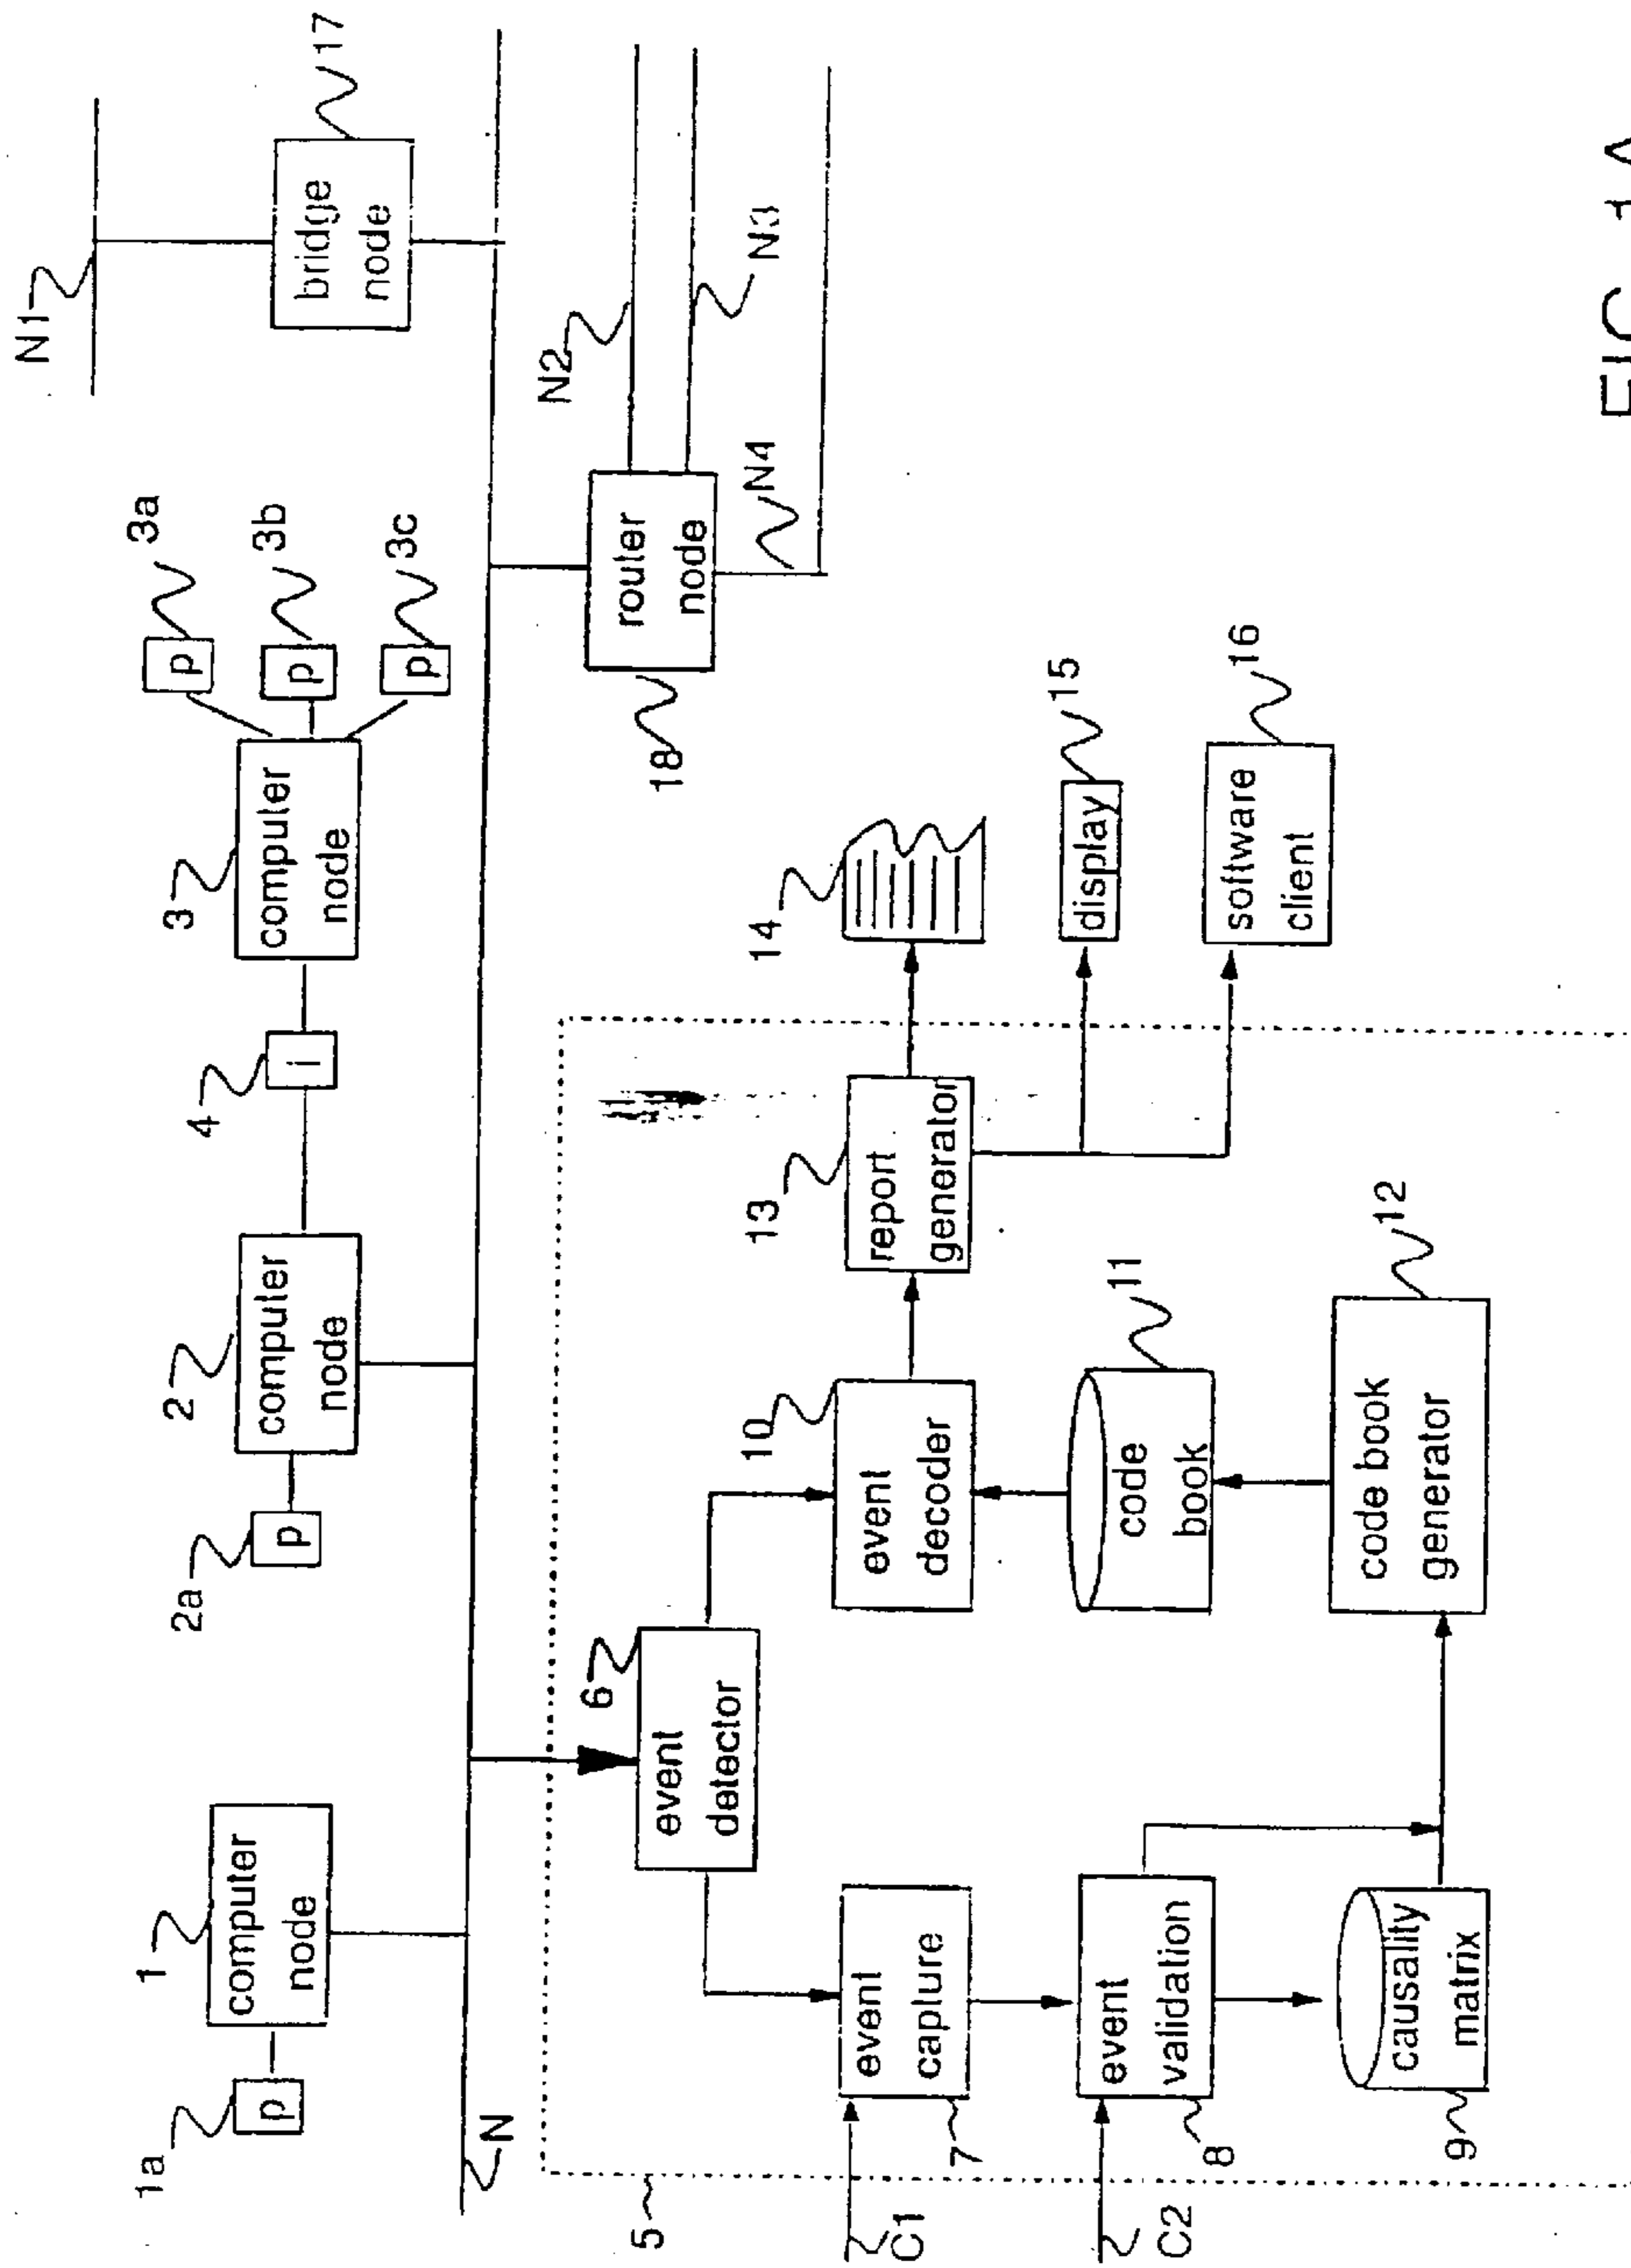 N1
17
bridge
node
3a
3b
3c
3
computer
node
p
p
p
4
i
2
computer
node
2a
p
1
computer
node
1a
p
N
N2
N3
N4
router
node
18
5
6
event
detector
10
event
decoder
13
report
generator
14
15
display
16
software
client
11
code
book
12
code book
generator
C1
event
capture
7
C2
event
validation
8
causality
matrix
9